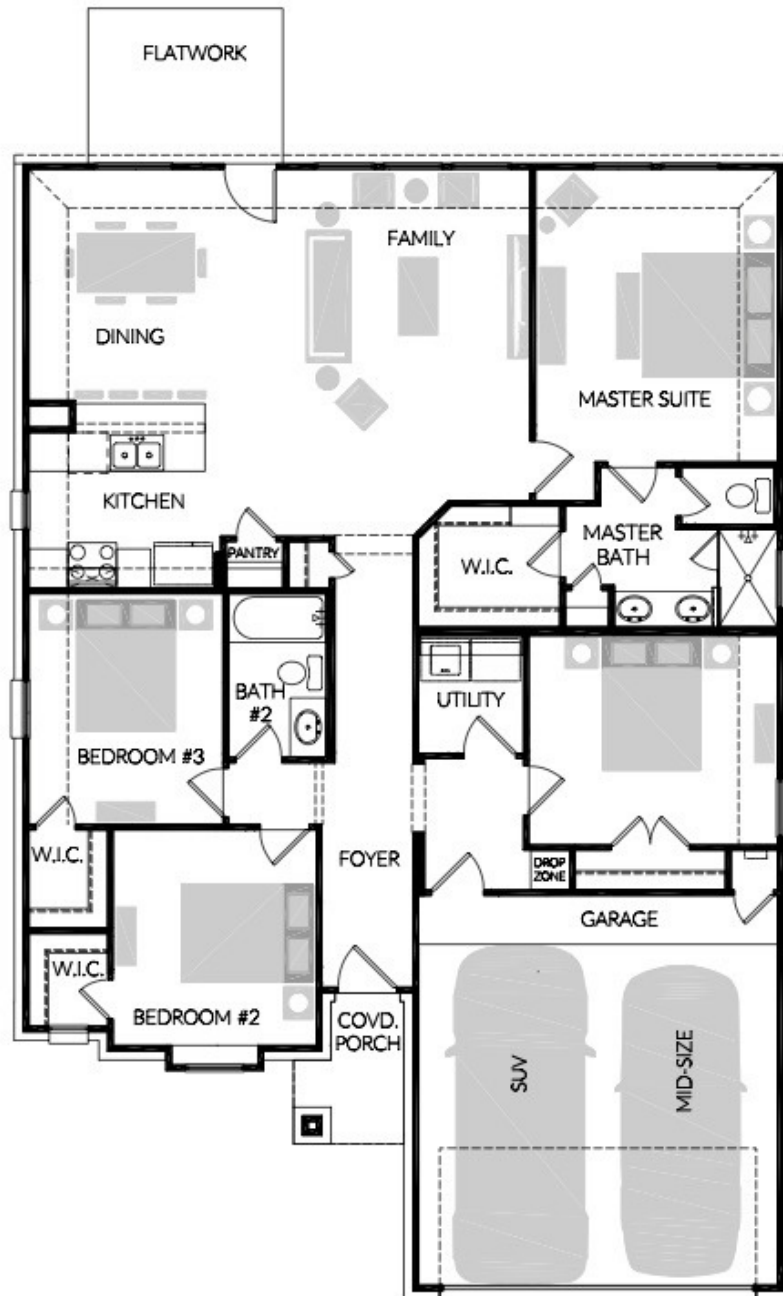 FLATWORK
FAMILY
DINING
MASTER SUITE
KITCHEN
PANTRY
W.I.C.
MASTER
BATH
BATH
#2
UTILITY
BEDROOM #3
W.I.C.
FOYER
DROP
ZONE
GARAGE
W.I.C.
BEDROOM #2
COVD.
PORCH
SUV
MID-SIZE